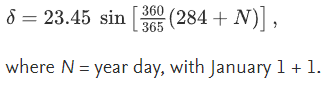 δ = 23.45 sin [360/365 (284 + N)] ,
where N = year day, with January 1 + 1.